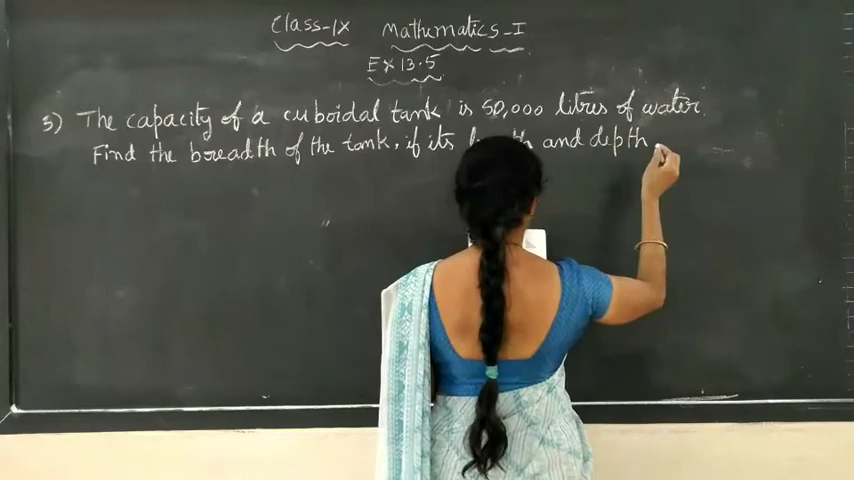 Class-IX Mathematics-I
Ex 13.5
5) The capacity of a cuboidal tank is 50,000 litres of water.
Find the breadth of the tank, if its and depth